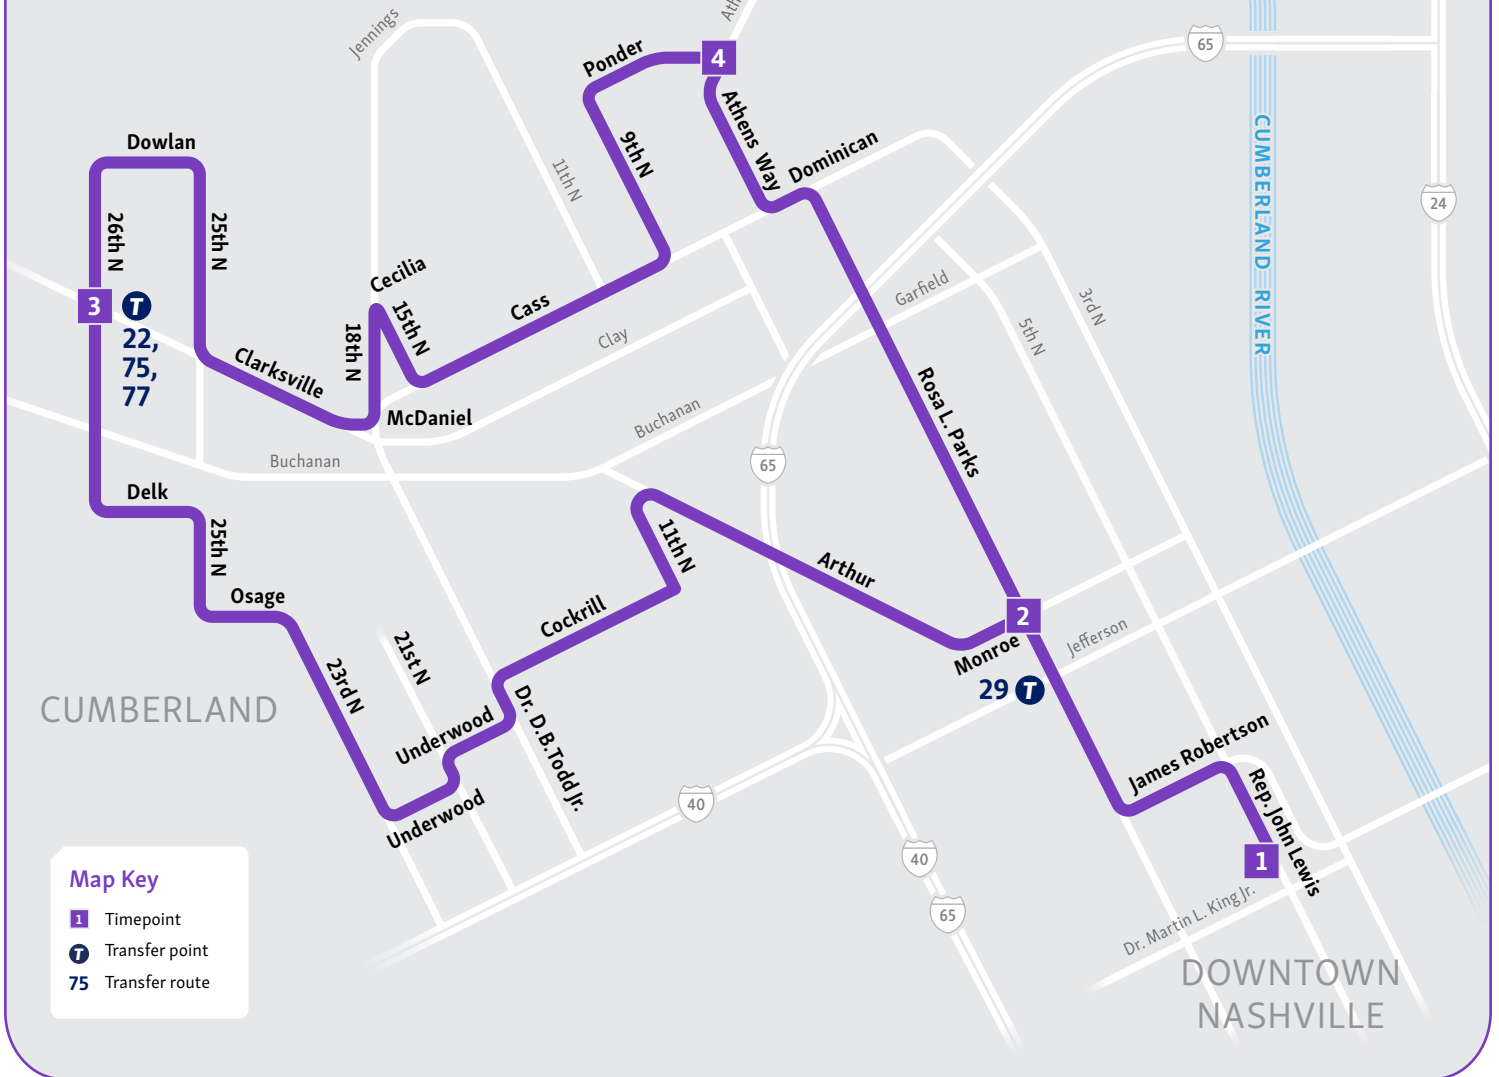 Jennings
Ath
Ponder
4
65
Athens Way
Dominican
9th N
11th N
Dowlan
26th N
25th N
CUMBERLAND RIVER
24
Cecilia
3
T
22,
75,
77
15th N
18th N
Cass
Clay
Garfield
3rd N
5th N
Clarksville
McDaniel
Rosa L. Parks
Buchanan
Buchanan
65
Delk
25th N
11th N
Arthur
Osage
Cockrill
2
Monroe
Jefferson
29 T
21st N
23rd N
CUMBERLAND
Underwood
Dr. D.B.Todd Jr.
Underwood
James Robertson
Rep. John Lewis
40
40
65
1
Dr. Martin L. King Jr.
DOWNTOWN
NASHVILLE
Map Key
1 Timepoint
T Transfer point
75 Transfer route